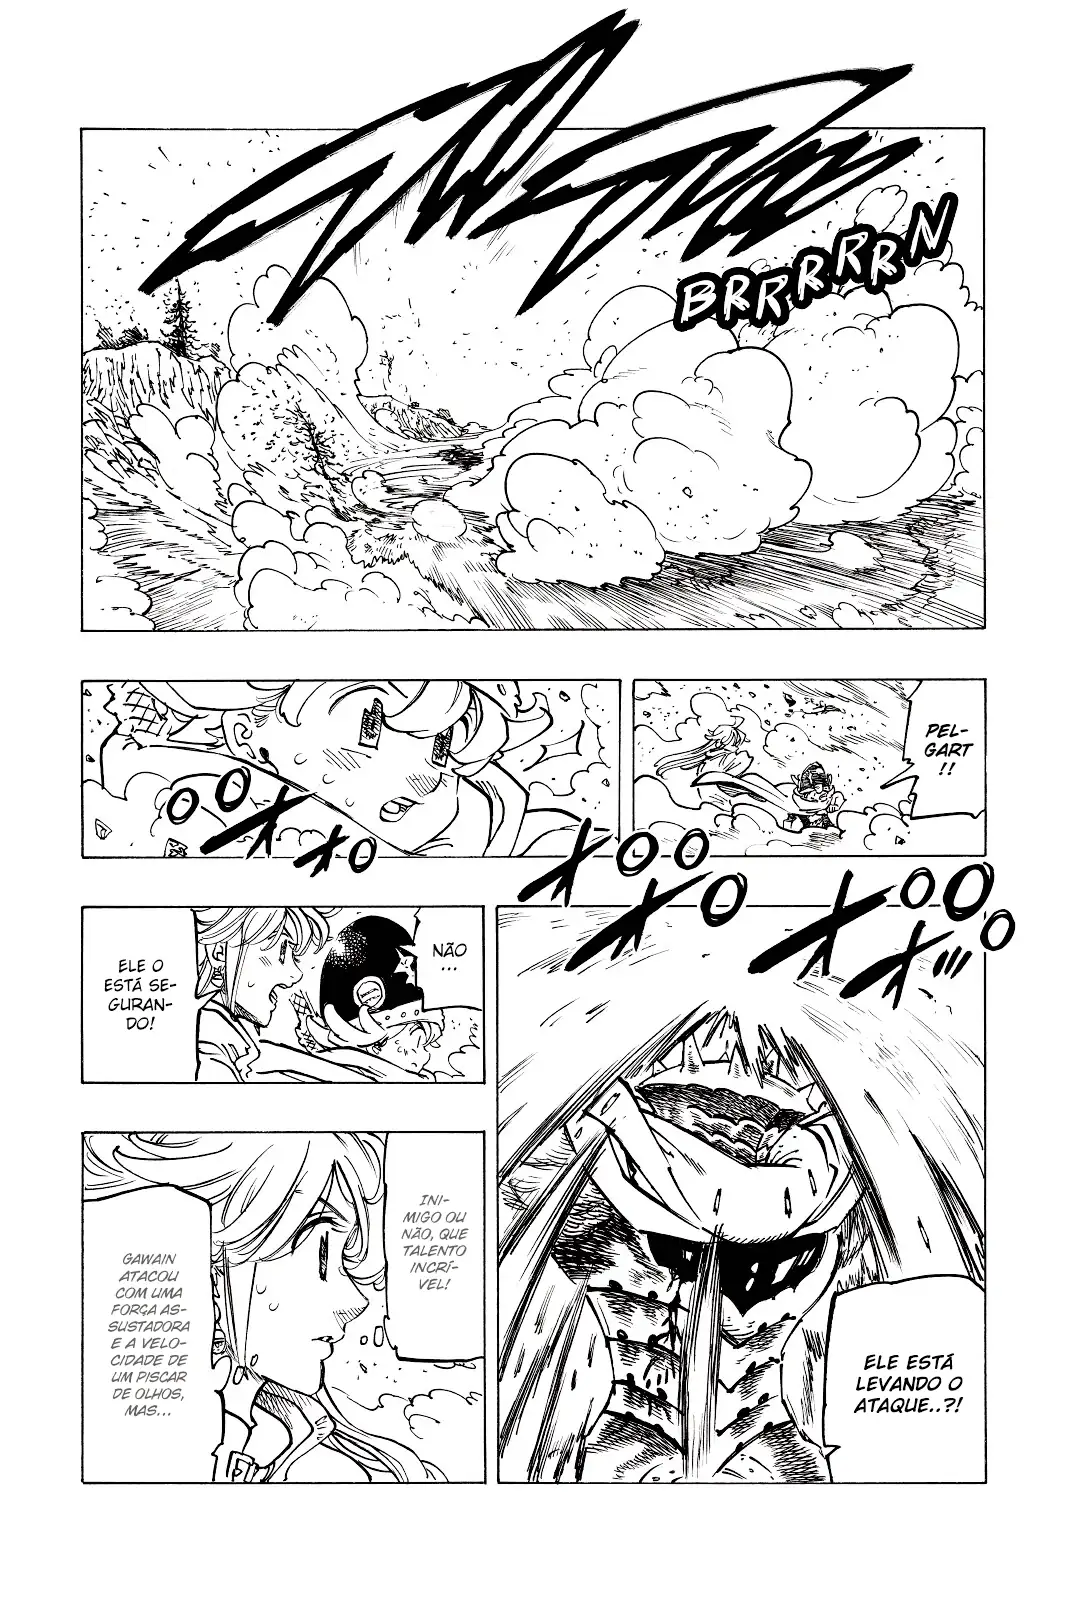 BRRRRRN
PEL-
GART
!!
NÃO
...
ELE O
ESTÁ SE-
GURAN-
DO!
ELE ESTÁ
LEVANDO O
ATAQUE..?!
INI-
MIGO OU
NÃO, QUE
TALENTO
INCRÍ-
VEL!
GAWAIN
ATACOU
COM UMA
FORÇA AS-
SUSTADORA
E A VELO-
CIDADE DE
UM PISCAR
DE OLHOS,
MAS...